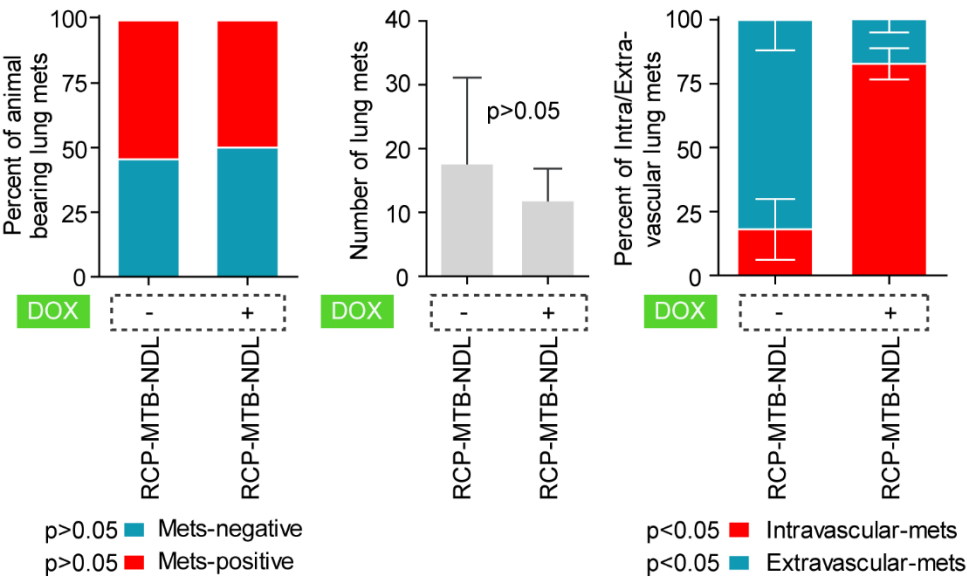 Percent of animal
bearing lung mets
100
75
50
25
0
DOX
-
+
RCP-MTB-NDL
RCP-MTB-NDL
p>0.05 Mets-negative
p>0.05 Mets-positive
Number of lung mets
40
30
20
10
0
p>0.05
DOX
-
+
RCP-MTB-NDL
RCP-MTB-NDL
Percent of Intra/Extra-
vascular lung mets
100
75
50
25
0
DOX
-
+
RCP-MTB-NDL
RCP-MTB-NDL
p<0.05 Intravascular-mets
p<0.05 Extravascular-mets